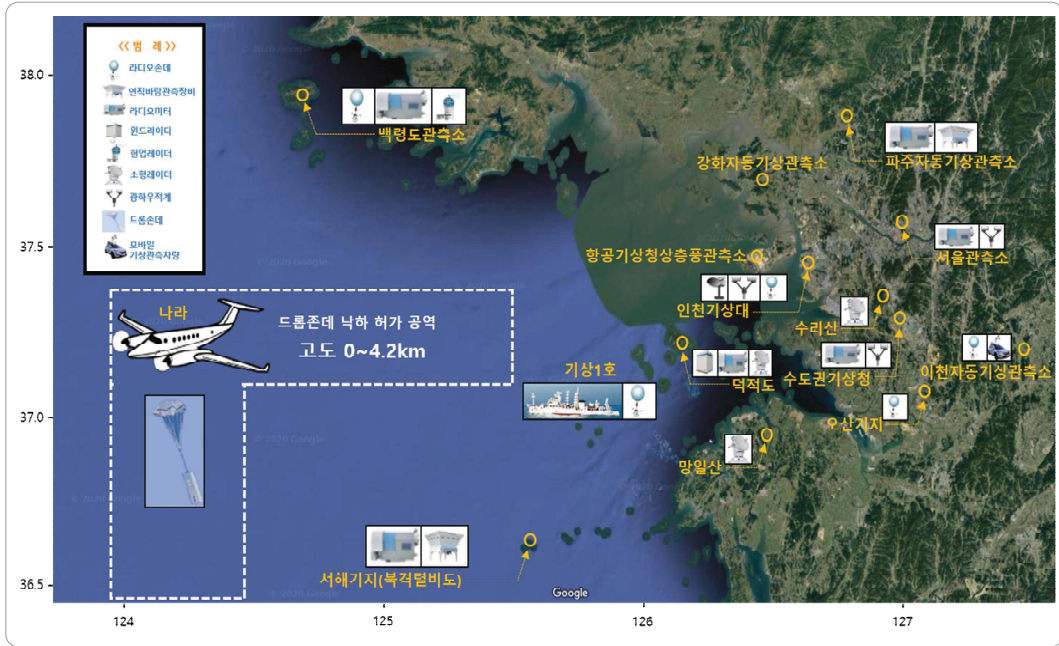 << 범 례 >>
라디오존데
연직바람관측장비
라디오미터
윈드라이다
현업레이더
소형레이더
광학우적계
드롭존데
모바일
기상관측차량
38.0
37.5
37.0
36.5
124
125
126
127
백령도관측소
강화자동기상관측소
파주자동기상관측소
항공기상청상층풍관측소
서울관측소
인천기상대
수리산
나라
드롭존데 낙하 허가 공역
고도 0~4.2km
기상1호
덕적도
수도권기상청
이천자동기상관측소
오산기지
망일산
서해기지(북격렬비도)
Google
© 2020 Google